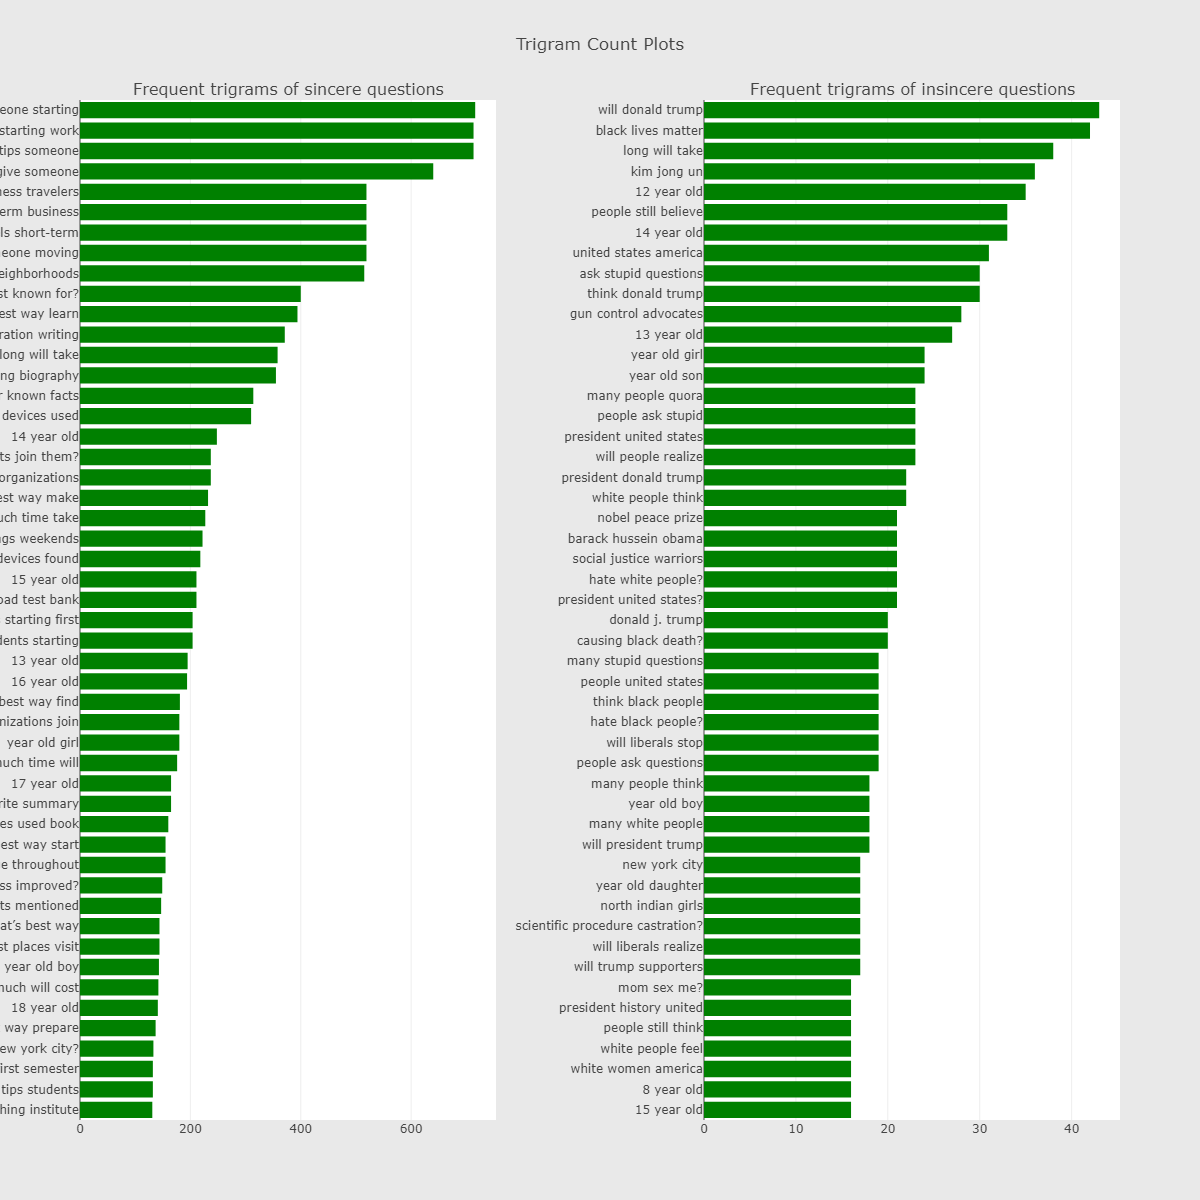 Trigram Count Plots
Frequent trigrams of sincere questions
starting
starting work
tips someone
give someone
travelers
business
short-term
moving
known for?
way learn
writing
long will take
biography
known facts
devices used
14 year old
join them?
organizations
way make
time take
weekends
devices found
15 year old
test bank
starting first
starting
13 year old
16 year old
best way find
join
year old girl
much time will
17 year old
summary
used book
way start
throughout
improved?
mentioned
best way
places visit
year old boy
much will cost
18 year old
way prepare
york city?
semester
tips students
institute
0
200
400
600
Frequent trigrams of insincere questions
will donald trump
black lives matter
long will take
kim jong un
12 year old
people still believe
14 year old
united states america
ask stupid questions
think donald trump
gun control advocates
13 year old
year old girl
year old son
many people quora
people ask stupid
president united states
will people realize
president donald trump
white people think
nobel peace prize
barack hussein obama
social justice warriors
hate white people?
president united states?
donald j. trump
causing black death?
many stupid questions
people united states
think black people
hate black people?
will liberals stop
people ask questions
many people think
year old boy
many white people
will president trump
new york city
year old daughter
north indian girls
scientific procedure castration?
will liberals realize
will trump supporters
mom sex me?
president history united
people still think
white people feel
white women america
8 year old
15 year old
0
10
20
30
40